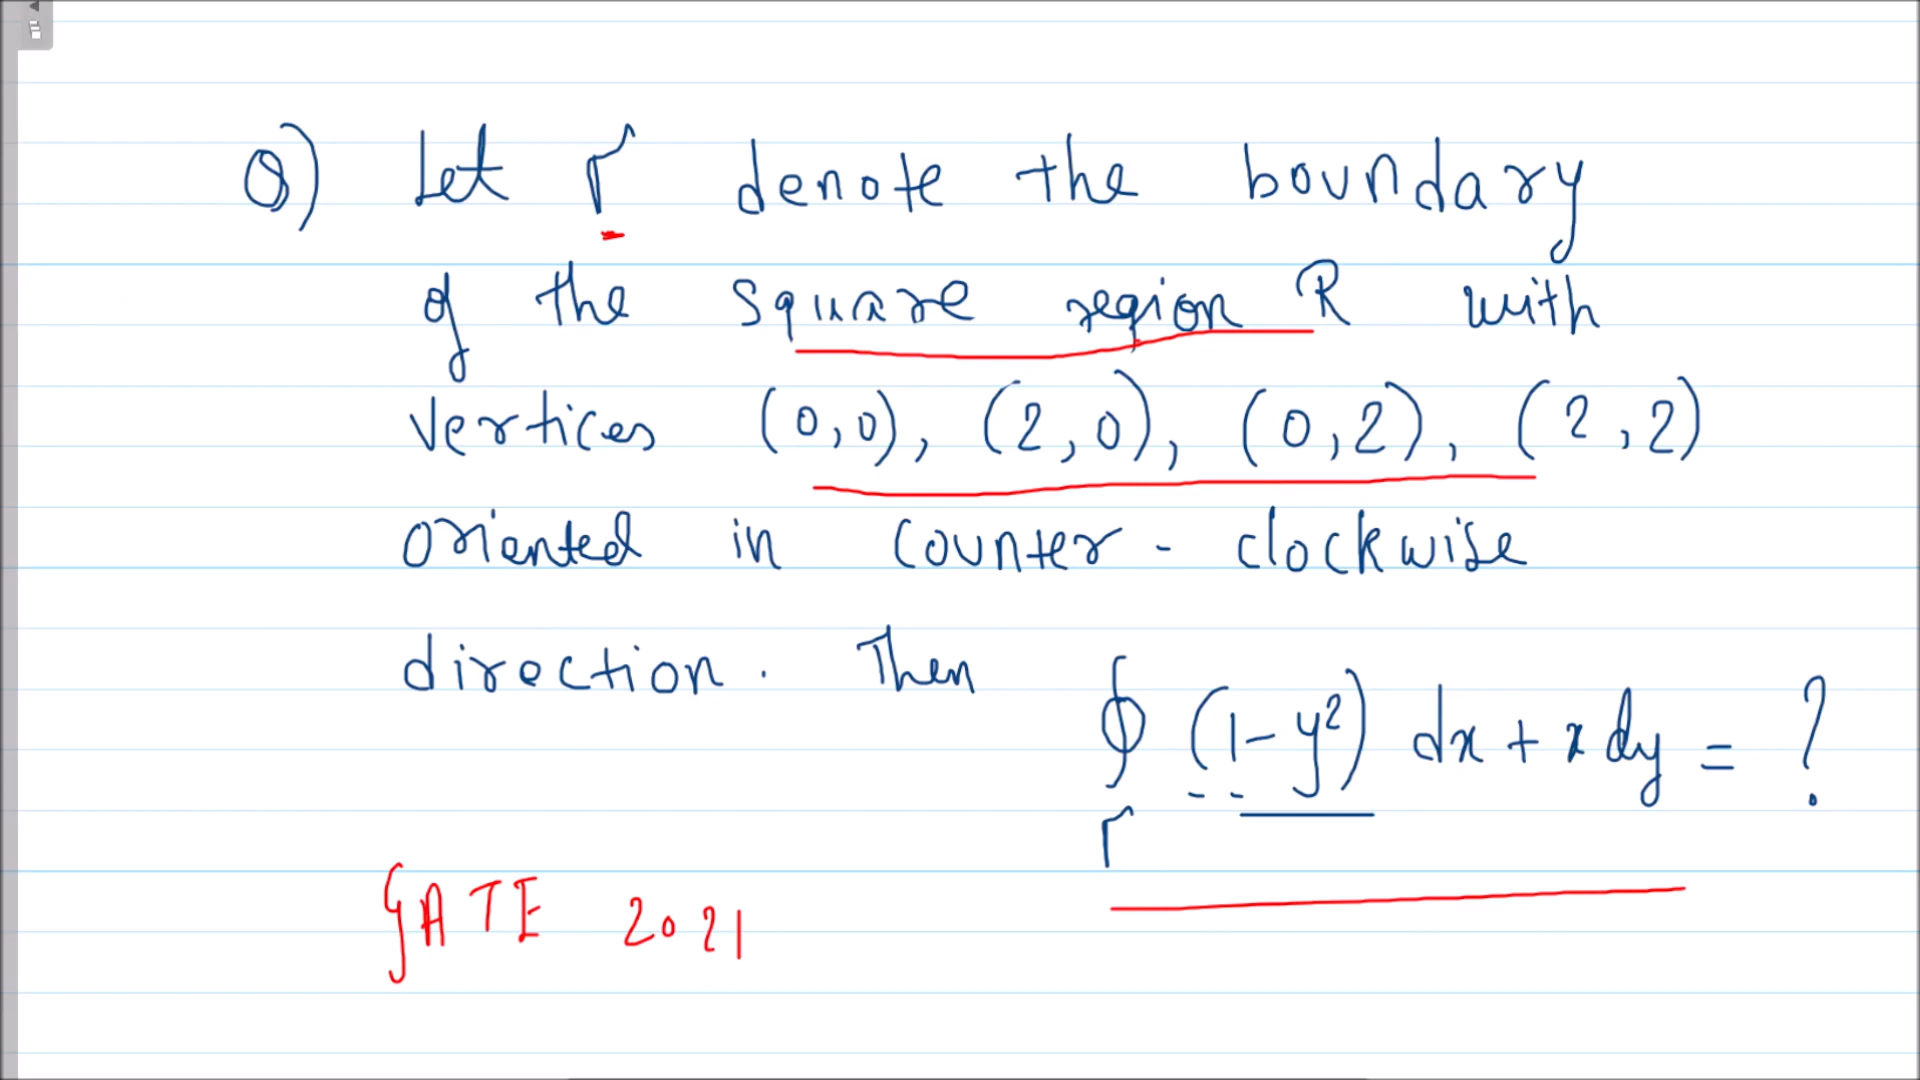 Q) Let Γ denote the boundary
of the square region R with
vertices (0,0), (2,0), (0,2), (2,2)
oriented in counter - clockwise
direction. Then ∮ (1-y²) dx + x dy = ?
Γ
GATE 2021